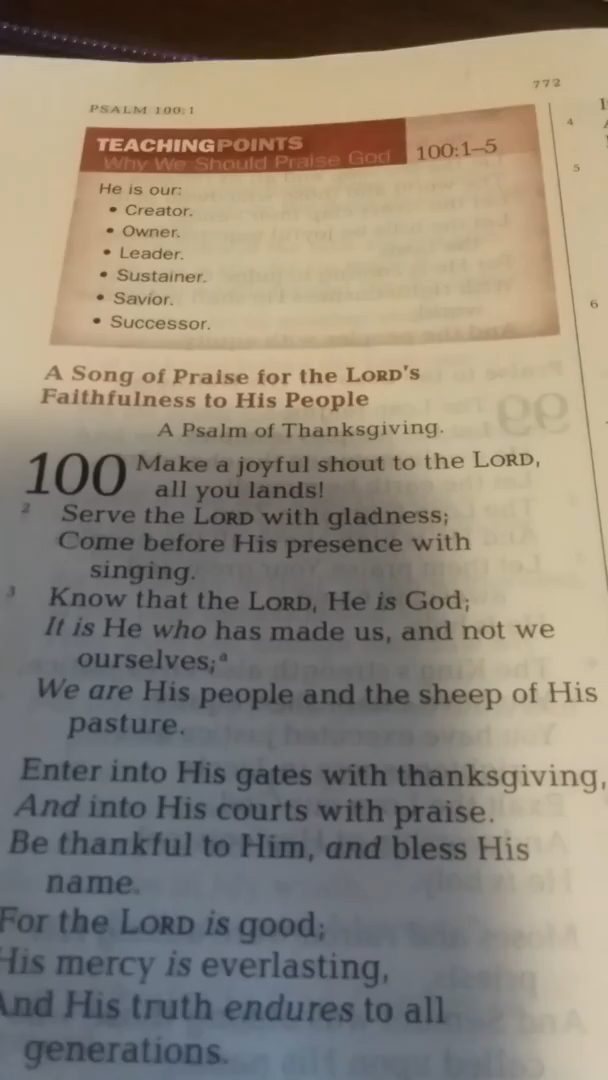 772
PSALM 100:1
TEACHINGPOINTS
Why We Should Praise God 100:1–5
He is our:
• Creator.
• Owner.
• Leader.
• Sustainer.
• Savior.
• Successor.
A Song of Praise for the LORD's
Faithfulness to His People
A Psalm of Thanksgiving.
100 Make a joyful shout to the LORD,
all you lands!
2 Serve the LORD with gladness;
Come before His presence with
singing.
3 Know that the LORD, He is God;
It is He who has made us, and not we
ourselves;a
We are His people and the sheep of His
pasture.
Enter into His gates with thanksgiving,
And into His courts with praise.
Be thankful to Him, and bless His
name.
For the LORD is good;
His mercy is everlasting,
And His truth endures to all
generations.
4
5
6